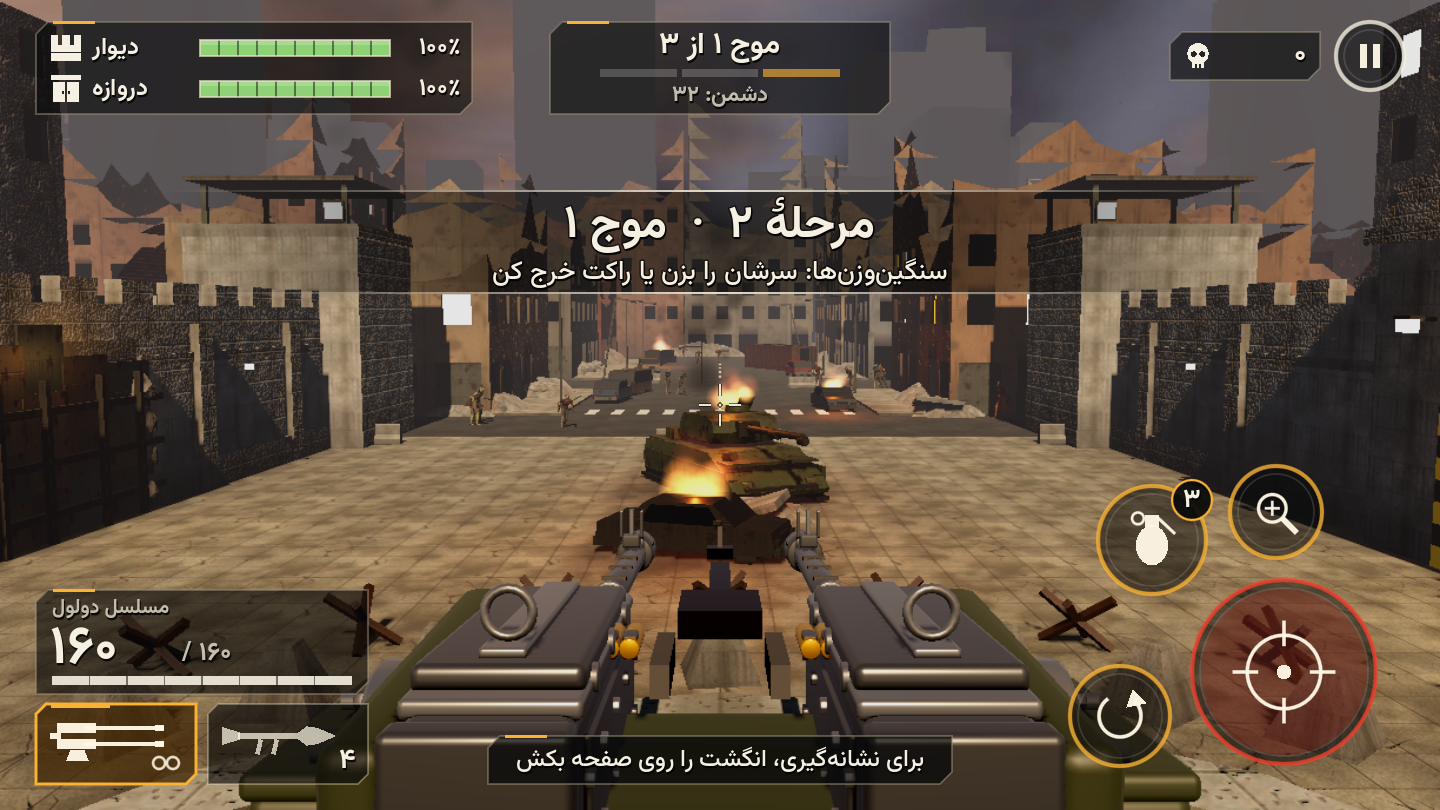 دیوار ۱۰۰٪
دروازه ۱۰۰٪
موج ۱ از ۳
دشمن: ۳۲
۰
مرحلهٔ ۲ · موج ۱
سنگین‌وزن‌ها: سرشان را بزن یا راکت خرج کن
۳
مسلسل دولول
۱۶۰ / ۱۶۰
∞
۴
برای نشانه‌گیری، انگشت را روی صفحه بکش